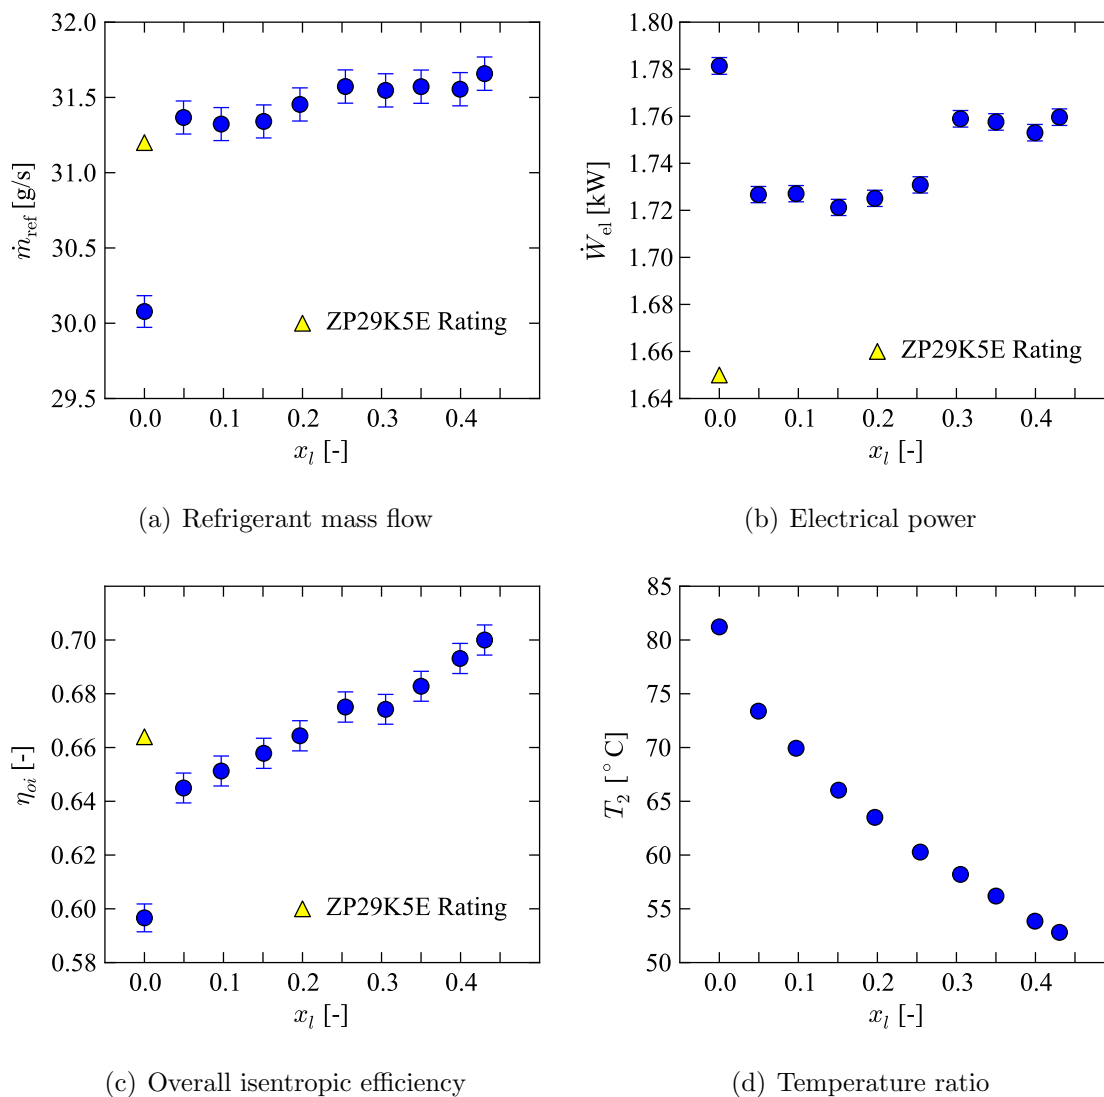 32.0
31.5
31.0
30.5
30.0
29.5
ṁref [g/s]
ZP29K5E Rating
0.0 0.1 0.2 0.3 0.4
xl [-]
(a) Refrigerant mass flow
1.80
1.78
1.76
1.74
1.72
1.70
1.68
1.66
1.64
Ẇel [kW]
ZP29K5E Rating
0.0 0.1 0.2 0.3 0.4
xl [-]
(b) Electrical power
0.70
0.68
0.66
0.64
0.62
0.60
0.58
ηoi [-]
ZP29K5E Rating
0.0 0.1 0.2 0.3 0.4
xl [-]
(c) Overall isentropic efficiency
85
80
75
70
65
60
55
50
T2 [°C]
0.0 0.1 0.2 0.3 0.4
xl [-]
(d) Temperature ratio